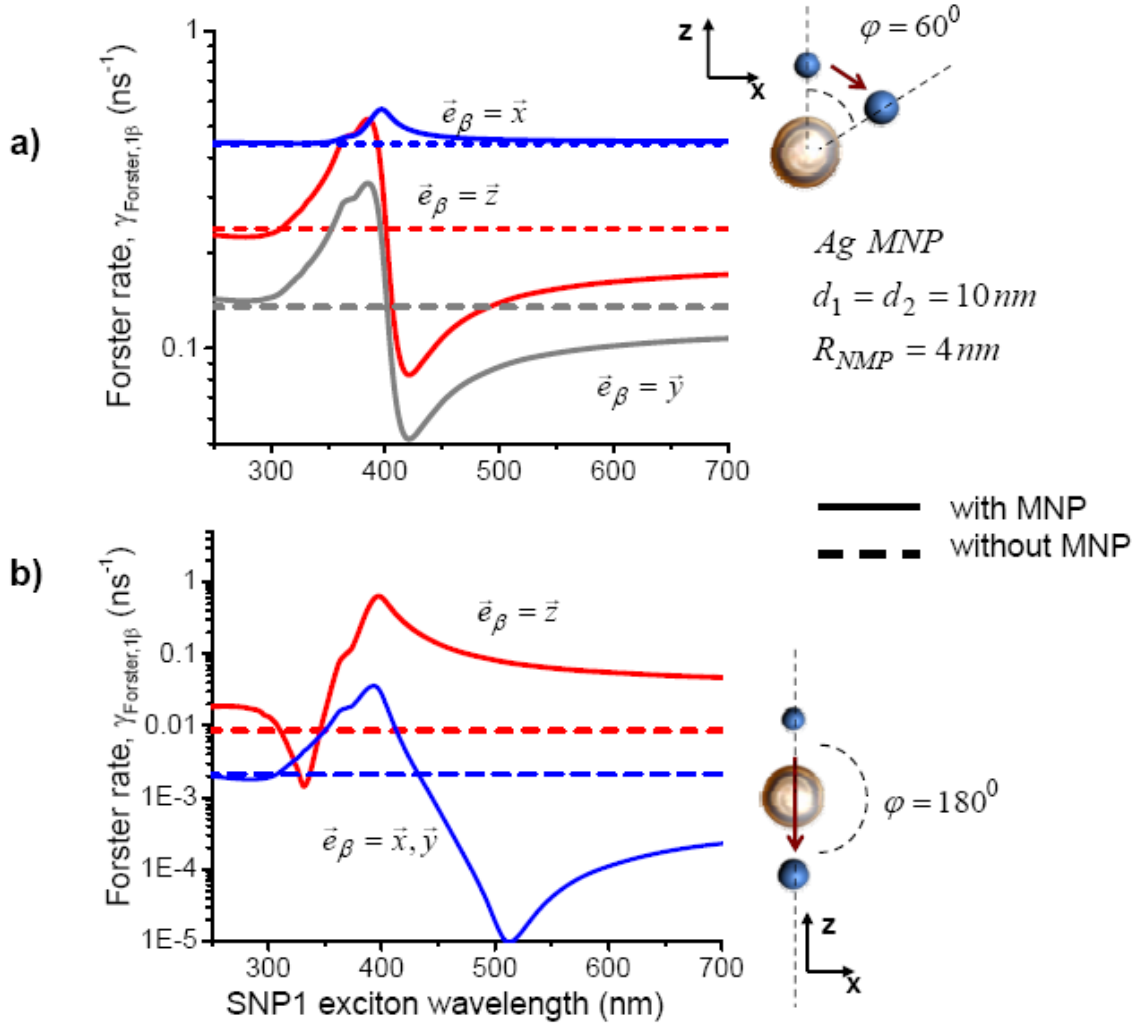 a)
Forster rate, γForster,1β (ns-1)
1
0.1
300 400 500 600 700
e⃗β = x⃗
e⃗β = z⃗
e⃗β = y⃗
z
x
φ = 60⁰
Ag MNP
d₁ = d₂ = 10 nm
R_NMP = 4 nm
with MNP
without MNP
b)
Forster rate, γForster,1β (ns-1)
1
0.1
0.01
1E-3
1E-4
1E-5
300 400 500 600 700
SNP1 exciton wavelength (nm)
e⃗β = z⃗
e⃗β = x⃗, y⃗
φ = 180⁰
z
x